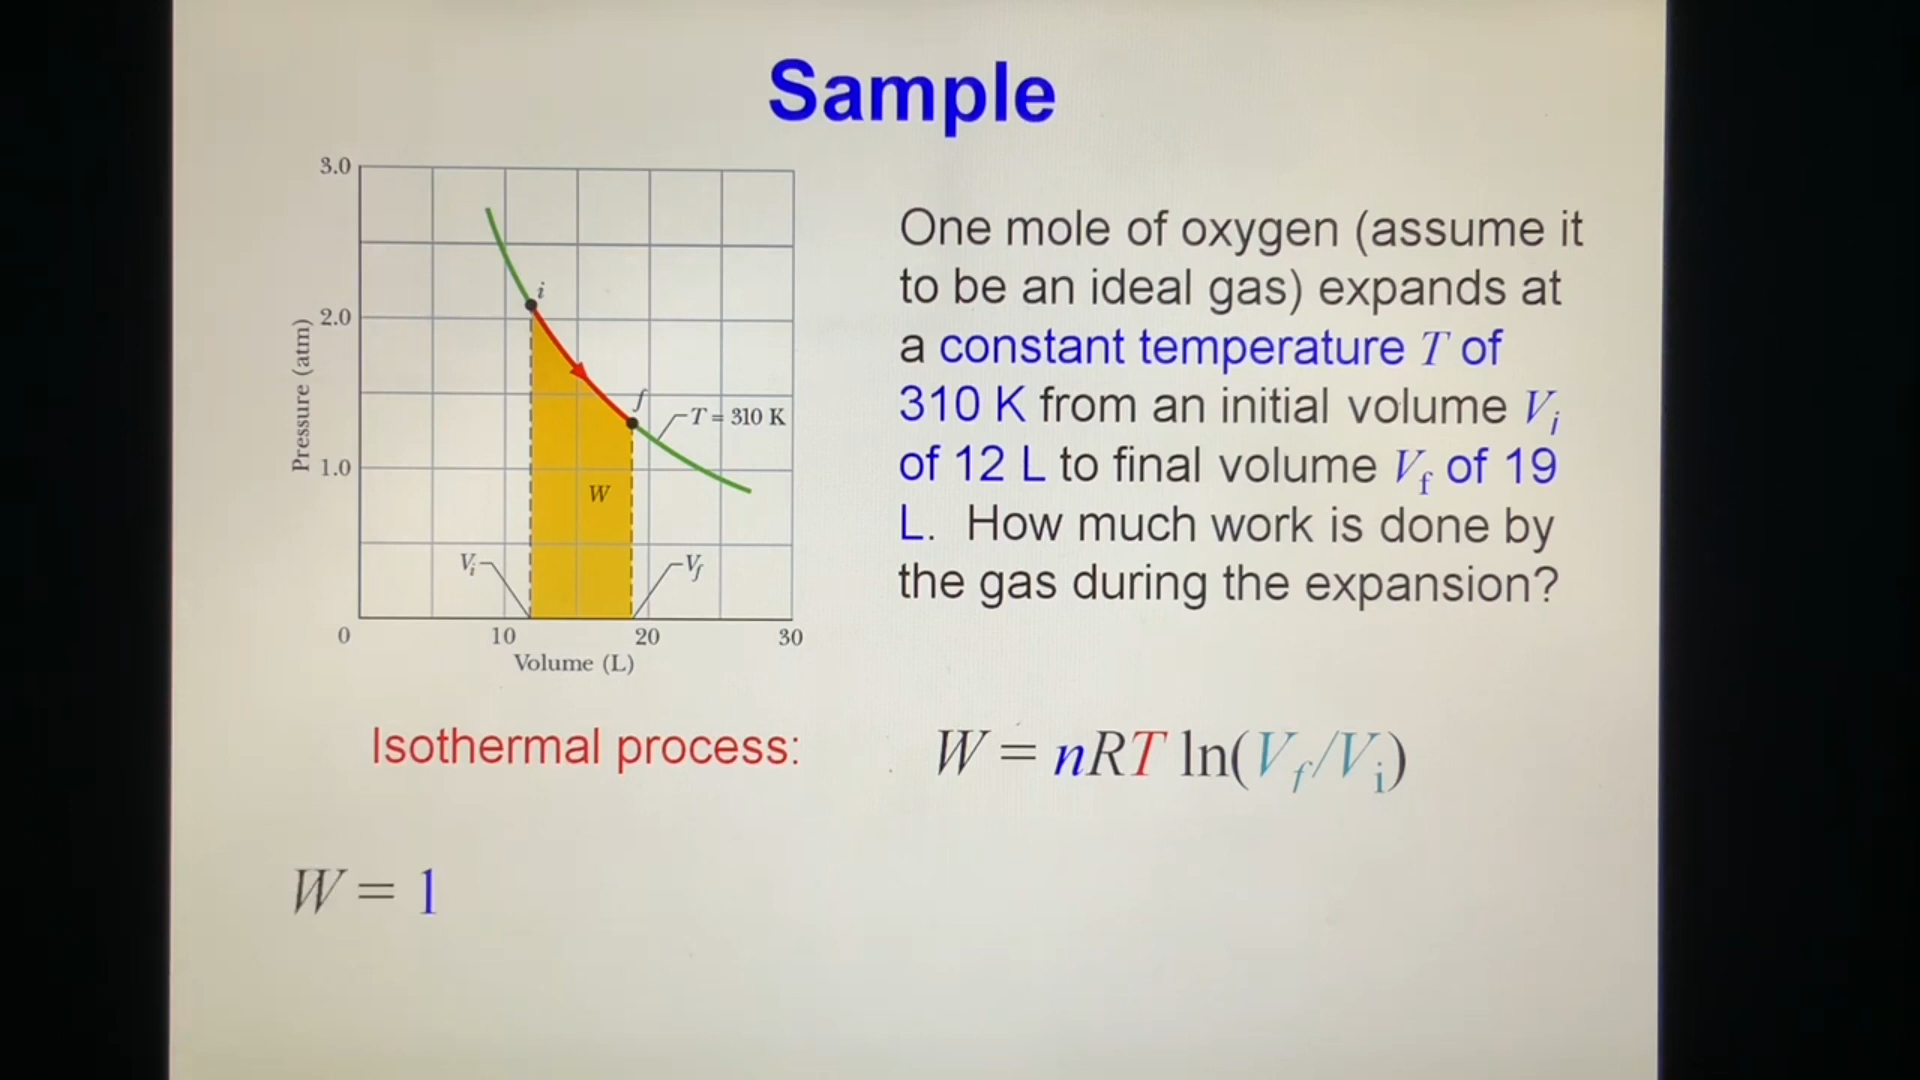 Sample
3.0
2.0
1.0
0
10
20
30
Pressure (atm)
Volume (L)
i
f
T = 310 K
W
Vi
Vf
One mole of oxygen (assume it
to be an ideal gas) expands at
a constant temperature T of
310 K from an initial volume Vi
of 12 L to final volume Vf of 19
L. How much work is done by
the gas during the expansion?
Isothermal process:
W = nRT ln(Vf/Vi)
W = 1